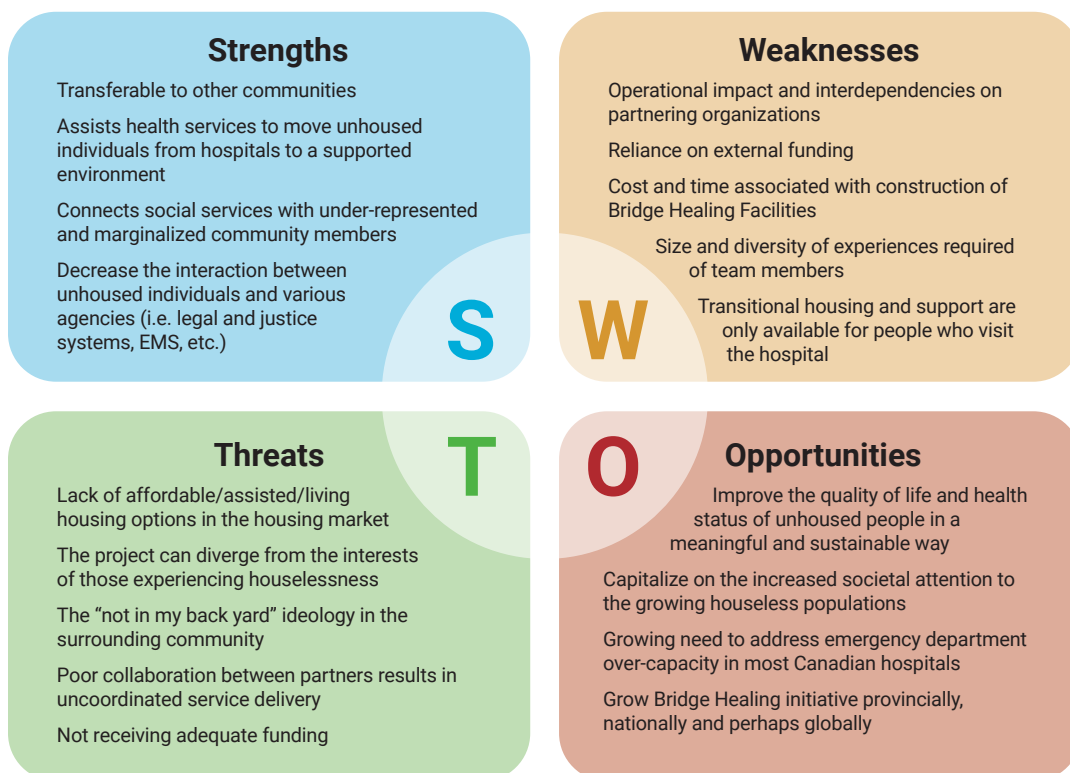 Strengths
Transferable to other communities
Assists health services to move unhoused
individuals from hospitals to a supported
environment
Connects social services with under-represented
and marginalized community members
Decrease the interaction between
unhoused individuals and various
agencies (i.e. legal and justice
systems, EMS, etc.)
S
Weaknesses
Operational impact and interdependencies on
partnering organizations
Reliance on external funding
Cost and time associated with construction of
Bridge Healing Facilities
Size and diversity of experiences required
of team members
Transitional housing and support are
only available for people who visit
the hospital
W
Threats
Lack of affordable/assisted/living
housing options in the housing market
The project can diverge from the interests
of those experiencing houselessness
The “not in my back yard” ideology in the
surrounding community
Poor collaboration between partners results in
uncoordinated service delivery
Not receiving adequate funding
T
Opportunities
Improve the quality of life and health
status of unhoused people in a
meaningful and sustainable way
Capitalize on the increased societal attention to
the growing houseless populations
Growing need to address emergency department
over-capacity in most Canadian hospitals
Grow Bridge Healing initiative provincially,
nationally and perhaps globally
O